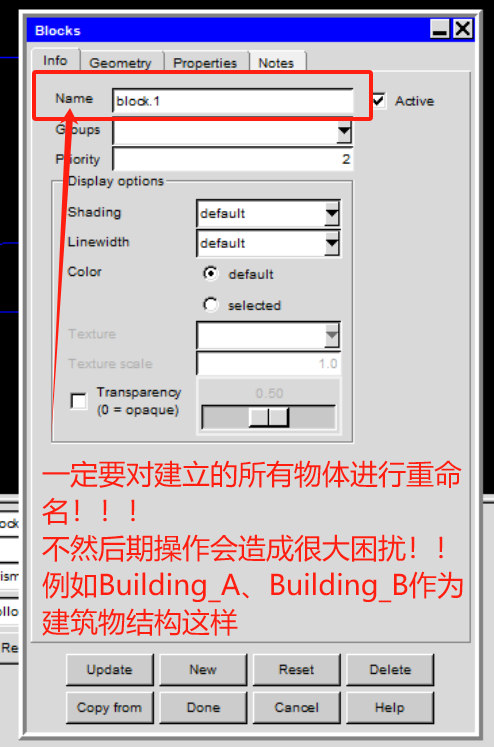 Blocks
Info
Geometry
Properties
Notes
Name
block.1
Active
Groups
Priority
2
Display options
Shading
default
Linewidth
default
Color
default
selected
Texture
Texture scale
1.0
Transparency
0.50
(0 = opaque)
一定要对建立的所有物体进行重命
名！！！
不然后期操作会造成很大困扰！！
例如Building_A、Building_B作为
建筑物结构这样
Update
New
Reset
Delete
Copy from
Done
Cancel
Help